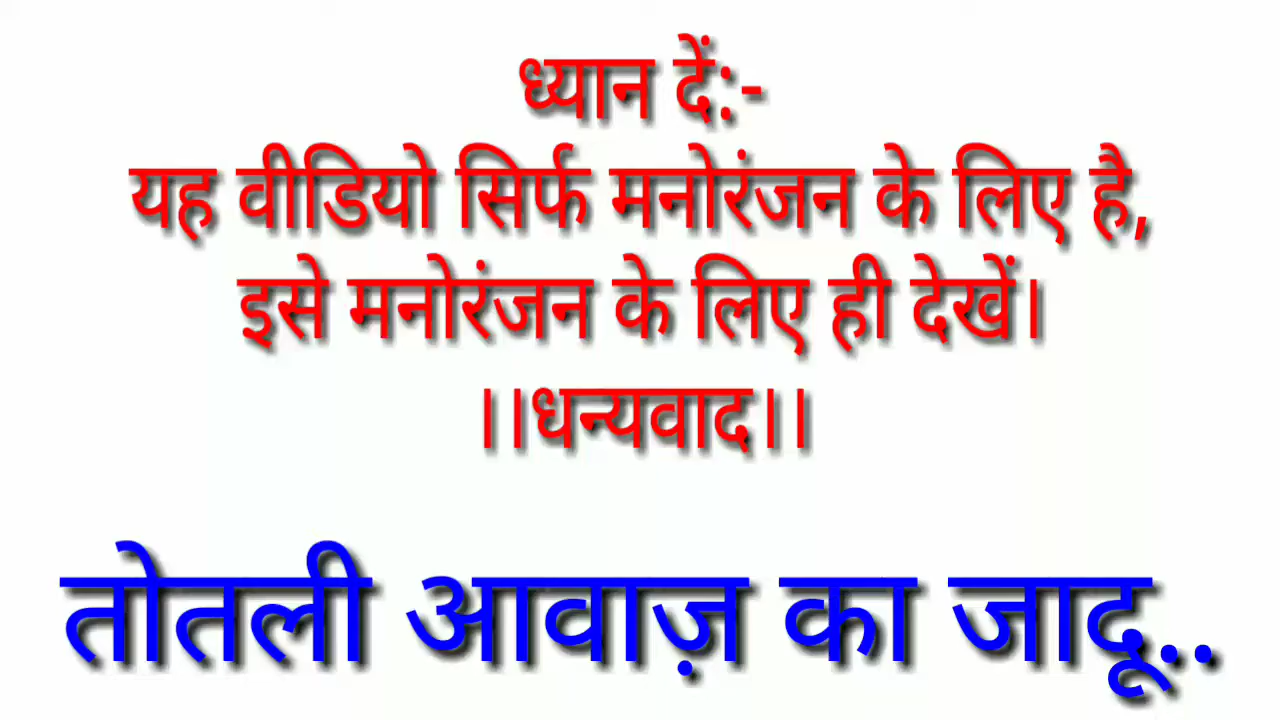 ध्यान दें:-
यह वीडियो सिर्फ मनोरंजन के लिए है,
इसे मनोरंजन के लिए ही देखें।
।।धन्यवाद।।
तोतली आवाज़ का जादू..